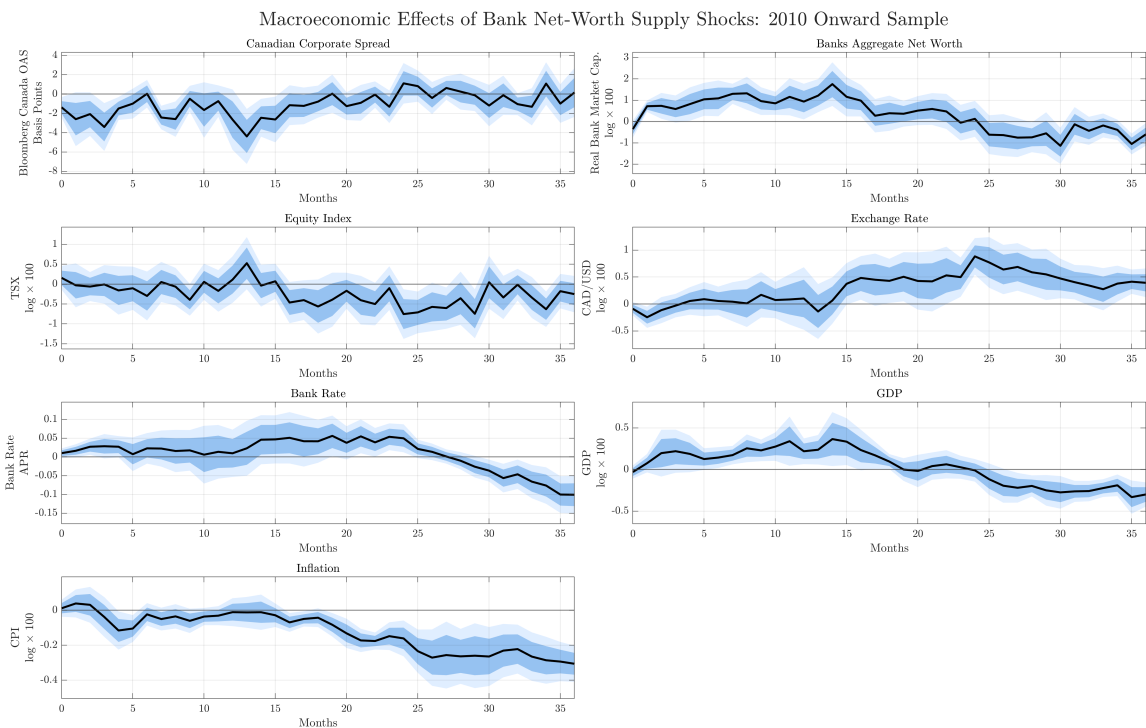 Macroeconomic Effects of Bank Net-Worth Supply Shocks: 2010 Onward Sample
Canadian Corporate Spread
Bloomberg Canada OAS
Basis Points
4
2
0
-2
-4
-6
-8
0 5 10 15 20 25 30 35
Months
Banks Aggregate Net Worth
Real Bank Market Cap.
log × 100
3
2
1
0
-1
-2
0 5 10 15 20 25 30 35
Months
Equity Index
TSX
log × 100
1
0.5
0
-0.5
-1
-1.5
0 5 10 15 20 25 30 35
Months
Exchange Rate
CAD/USD
log × 100
1
0.5
0
-0.5
0 5 10 15 20 25 30 35
Months
Bank Rate
Bank Rate
APR
0.1
0.05
0
-0.05
-0.1
-0.15
0 5 10 15 20 25 30 35
Months
GDP
GDP
log × 100
0.5
0
-0.5
0 5 10 15 20 25 30 35
Months
Inflation
CPI
log × 100
0
-0.2
-0.4
0 5 10 15 20 25 30 35
Months